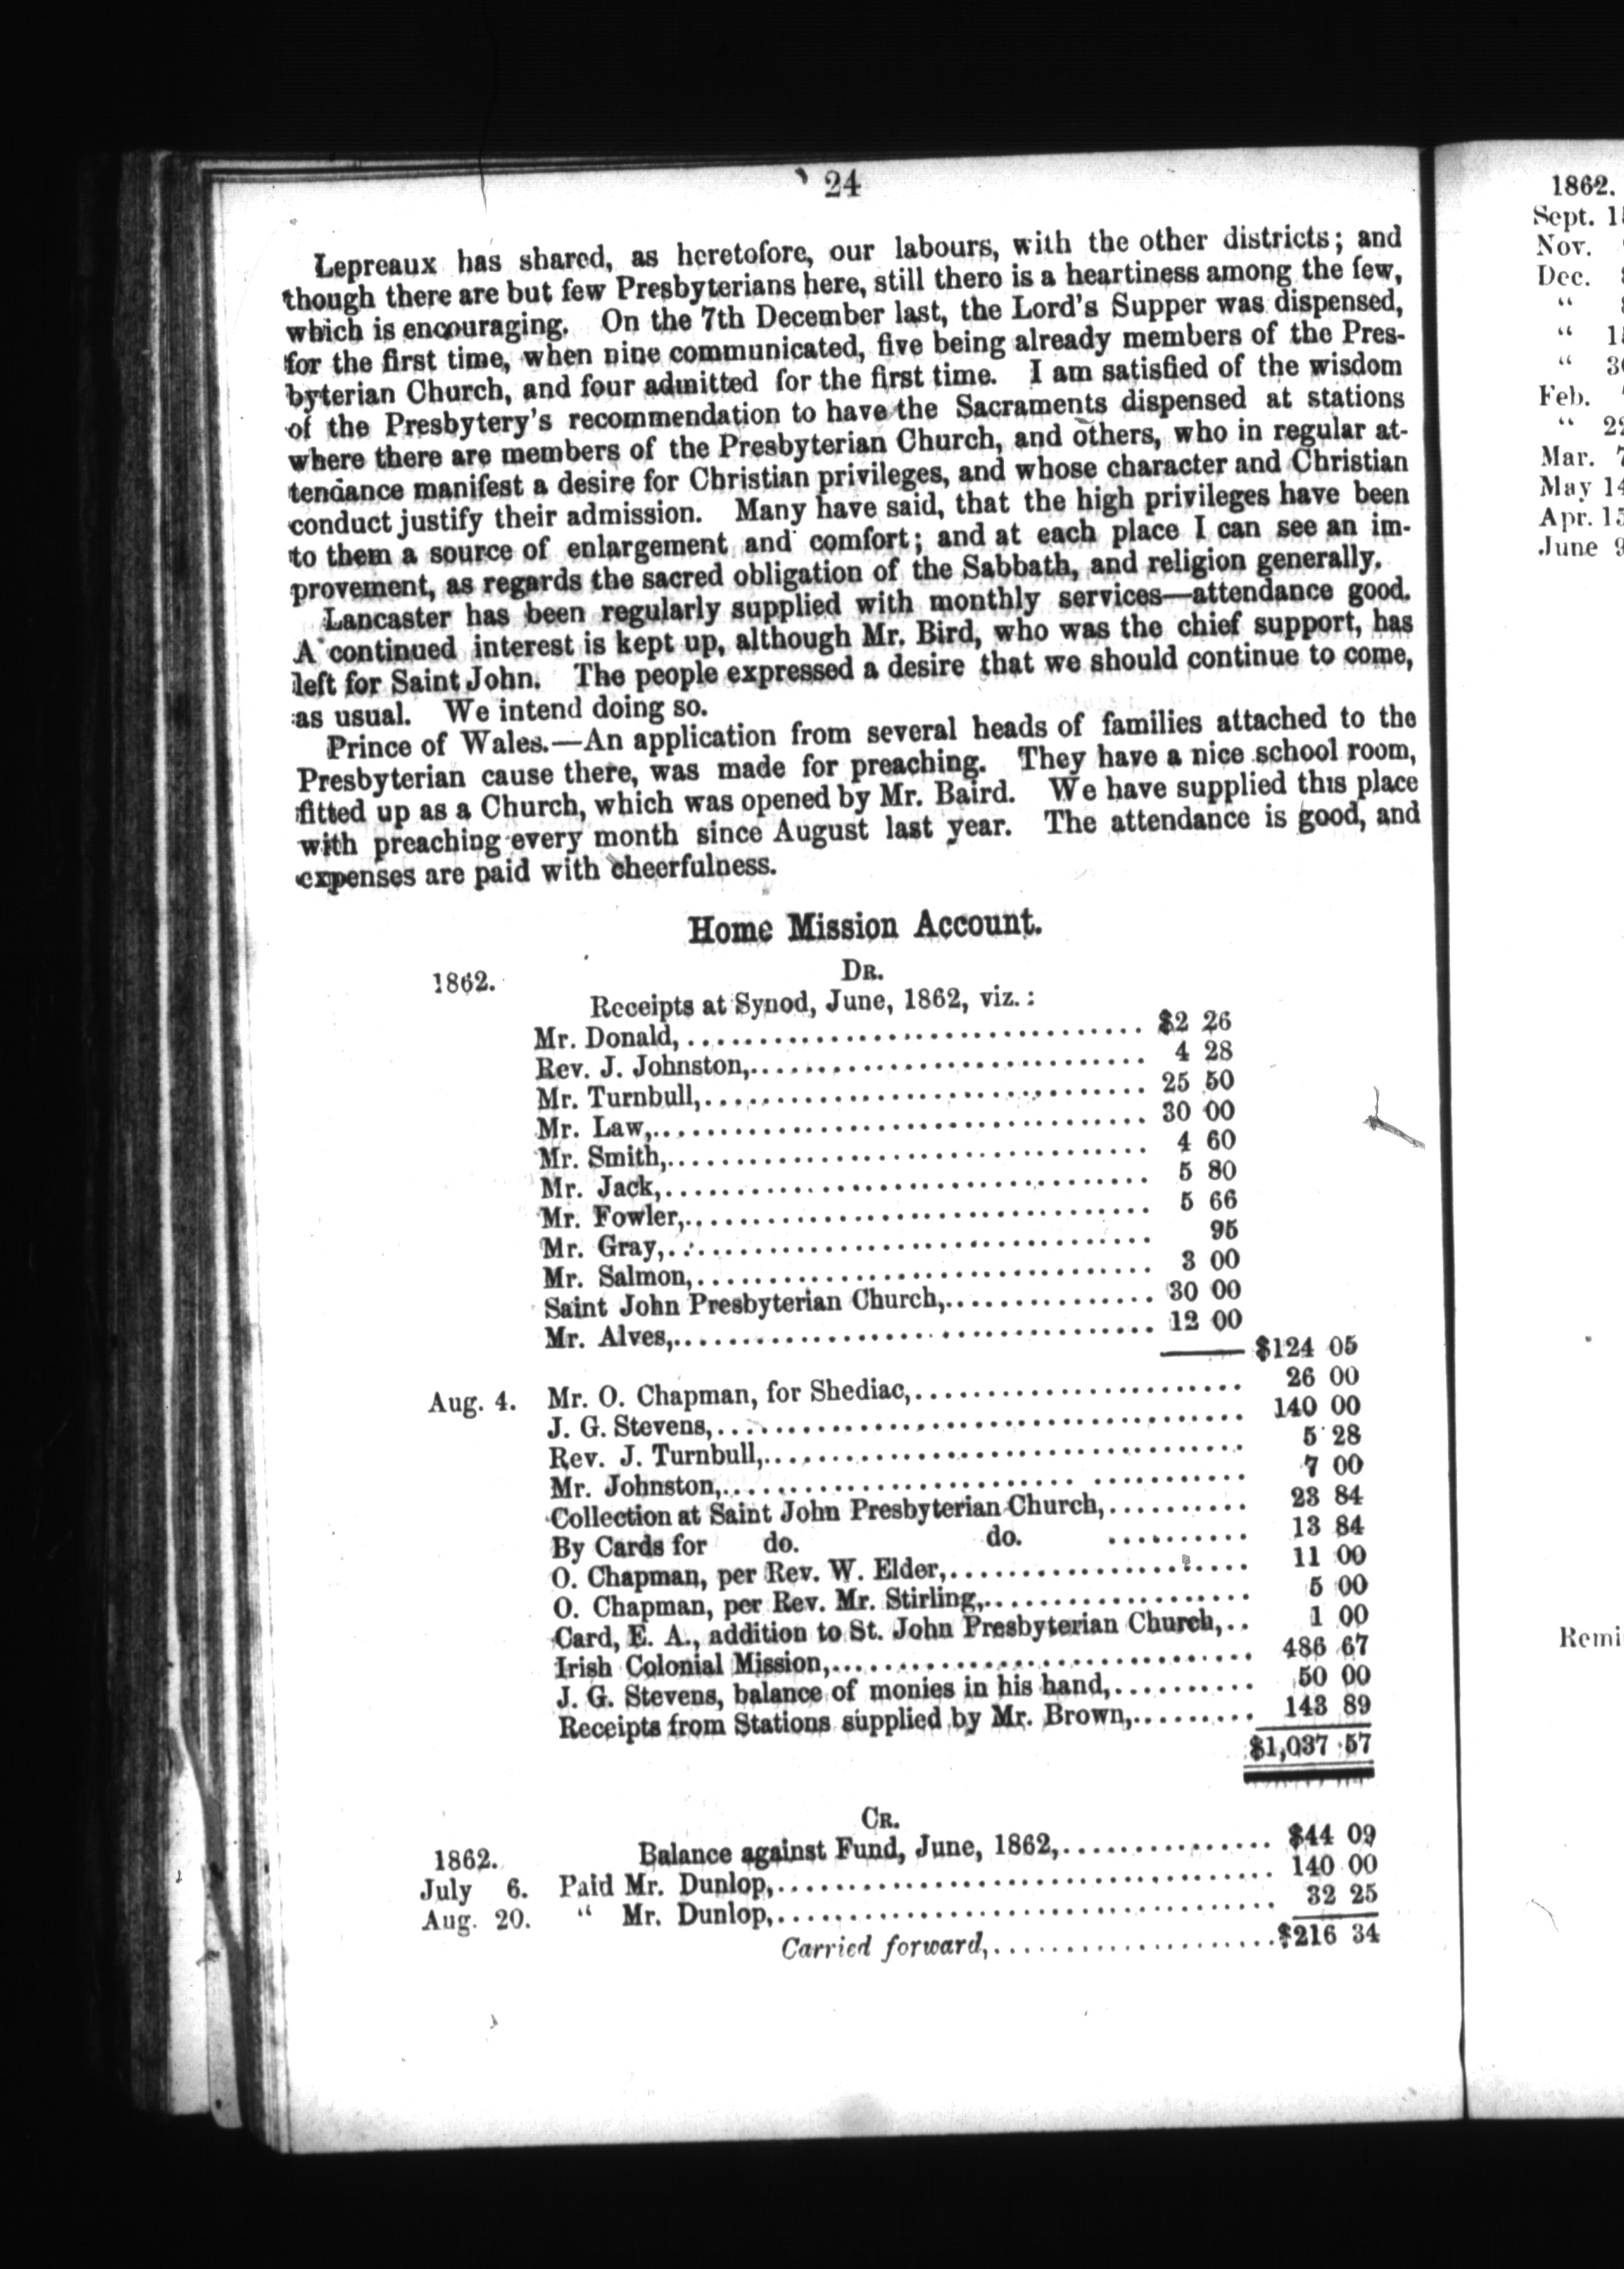 24
Lepreaux has shared, as heretofore, our labours, with the other districts; and
though there are but few Presbyterians here, still there is a heartiness among the few,
which is encouraging. On the 7th December last, the Lord's Supper was dispensed,
for the first time, when nine communicated, five being already members of the Pres-
byterian Church, and four admitted for the first time. I am satisfied of the wisdom
of the Presbytery's recommendation to have the Sacraments dispensed at stations
where there are members of the Presbyterian Church, and others, who in regular at-
tendance manifest a desire for Christian privileges, and whose character and Christian
conduct justify their admission. Many have said, that the high privileges have been
to them a source of enlargement and comfort; and at each place I can see an im-
provement, as regards the sacred obligation of the Sabbath, and religion generally.
Lancaster has been regularly supplied with monthly services—attendance good.
A continued interest is kept up, although Mr. Bird, who was the chief support, has
left for Saint John. The people expressed a desire that we should continue to come,
as usual. We intend doing so.
Prince of Wales.—An application from several heads of families attached to the
Presbyterian cause there, was made for preaching. They have a nice school room,
fitted up as a Church, which was opened by Mr. Baird. We have supplied this place
with preaching every month since August last year. The attendance is good, and
expenses are paid with cheerfulness.
Home Mission Account.
1862. DR.
Receipts at Synod, June, 1862, viz.:
Mr. Donald, $2 26
Rev. J. Johnston, 4 28
Mr. Turnbull, 25 50
Mr. Law, 30 00
Mr. Smith, 4 60
Mr. Jack, 5 80
Mr. Fowler, 5 66
Mr. Gray, 95
Mr. Salmon, 3 00
Saint John Presbyterian Church, 30 00
Mr. Alves, 12 00
$124 05
Aug. 4. Mr. O. Chapman, for Shediac, 26 00
J. G. Stevens, 140 00
Rev. J. Turnbull, 5 28
Mr. Johnston, 7 00
Collection at Saint John Presbyterian Church, 23 84
By Cards for do. do. 13 84
O. Chapman, per Rev. W. Elder, 11 00
O. Chapman, per Rev. Mr. Stirling, 5 00
Card, E. A., addition to St. John Presbyterian Church, 1 00
Irish Colonial Mission, 486 67
J. G. Stevens, balance of monies in his hand, 50 00
Receipts from Stations supplied by Mr. Brown, 143 89
$1,037 57
CR.
1862. Balance against Fund, June, 1862, $44 09
July 6. Paid Mr. Dunlop, 140 00
Aug. 20. " Mr. Dunlop, 32 25
Carried forward, $216 34
1862.
Sept.
Nov.
Dec.
"
"
"
Feb.
"
Mar.
May 14
Apr. 15
June